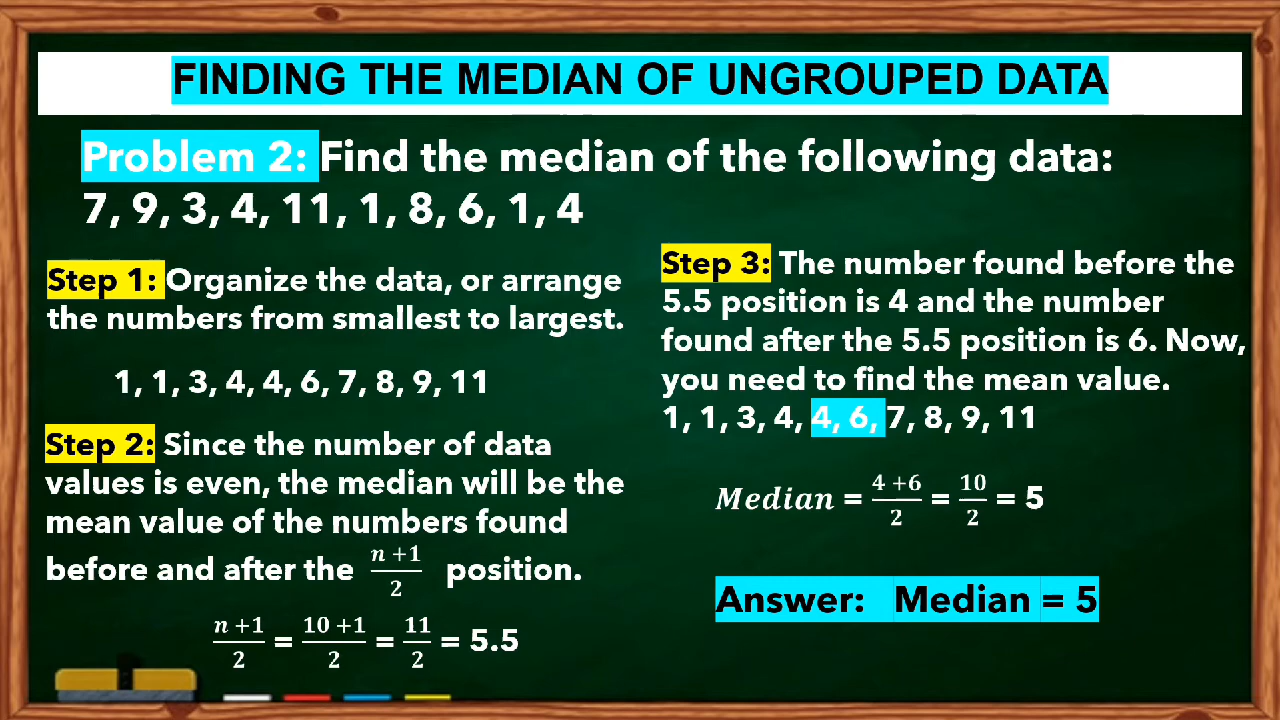 FINDING THE MEDIAN OF UNGROUPED DATA
Problem 2: Find the median of the following data:
7, 9, 3, 4, 11, 1, 8, 6, 1, 4
Step 1: Organize the data, or arrange
the numbers from smallest to largest.
1, 1, 3, 4, 4, 6, 7, 8, 9, 11
Step 2: Since the number of data
values is even, the median will be the
mean value of the numbers found
before and after the (n +1)/2 position.
(n +1)/2 = (10 +1)/2 = 11/2 = 5.5
Step 3: The number found before the
5.5 position is 4 and the number
found after the 5.5 position is 6. Now,
you need to find the mean value.
1, 1, 3, 4, 4, 6, 7, 8, 9, 11
Median = (4 +6)/2 = 10/2 = 5
Answer: Median = 5